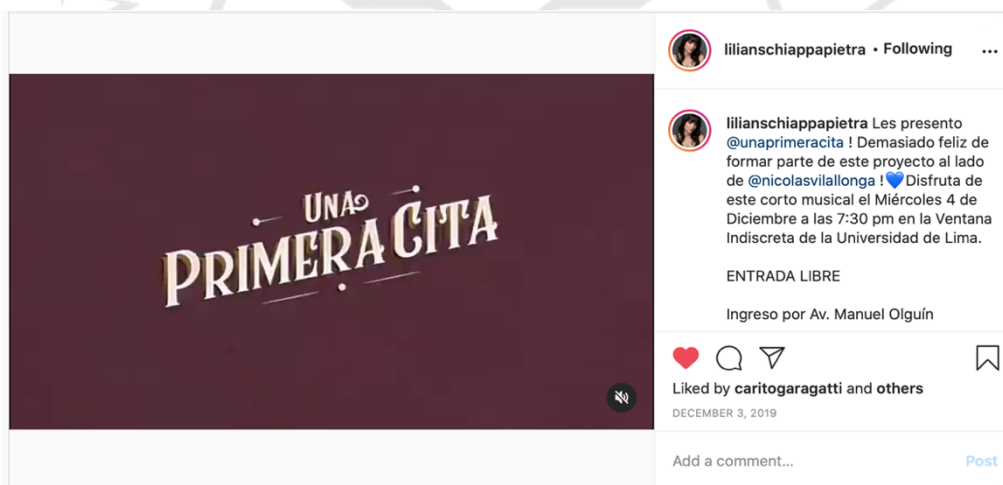 UNA
PRIMERA CITA
lilianschiappapietra • Following
lilianschiappapietra Les presento
@unaprimeracita ! Demasiado feliz de
formar parte de este proyecto al lado
de @nicolasvilallonga !💙Disfruta de
este corto musical el Miércoles 4 de
Diciembre a las 7:30 pm en la Ventana
Indiscreta de la Universidad de Lima.
ENTRADA LIBRE
Ingreso por Av. Manuel Olguín
Liked by caritogaragatti and others
DECEMBER 3, 2019
Add a comment...
Post